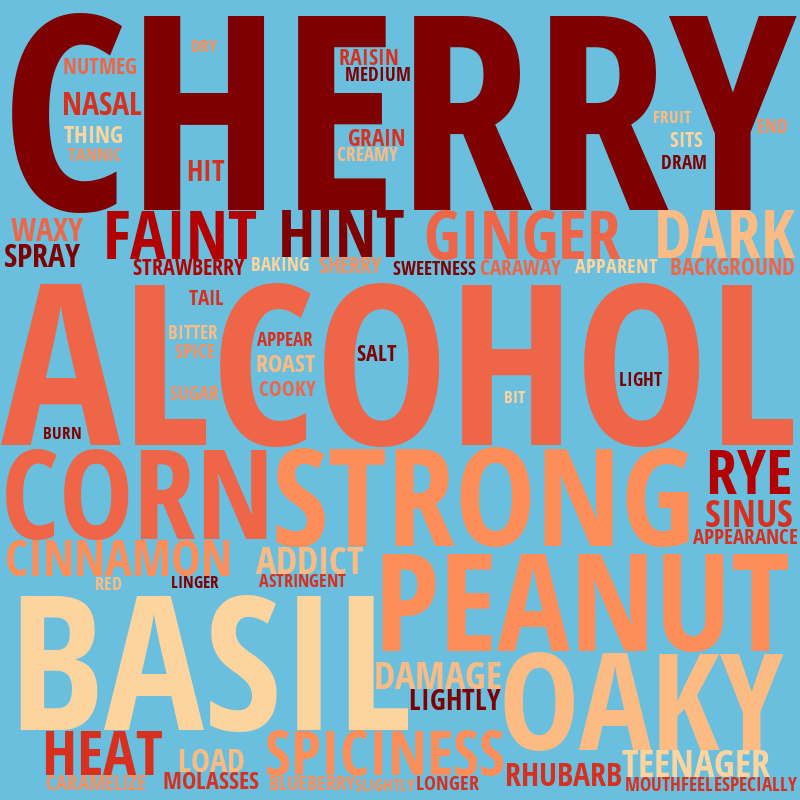 CHERRY
DRY
NUTMEG
RAISIN
MEDIUM
NASAL
THING
TANNIC
HIT
GRAIN
CREAMY
FRUIT
END
SITS
DRAM
WAXY
FAINT
HINT
GINGER
DARK
SPRAY
STRAWBERRY
BAKING
SHERRY
SWEETNESS
CARAWAY
APPARENT
BACKGROUND
ALCOHOL
TAIL
BITTER
SPICE
APPEAR
ROAST
SALT
SUGAR
COOKY
LIGHT
BIT
BURN
CORN
STRONG
RYE
SINUS
APPEARANCE
CINNAMON
ADDICT
RED
LINGER
ASTRINGENT
PEANUT
BASIL
DAMAGE
LIGHTLY
OAKY
HEAT
LOAD
SPICINESS
TEENAGER
RHUBARB
CARAMELIZE
MOLASSES
BLUEBERRY
SLIGHTLY
LONGER
MOUTHFEEL
ESPECIALLY